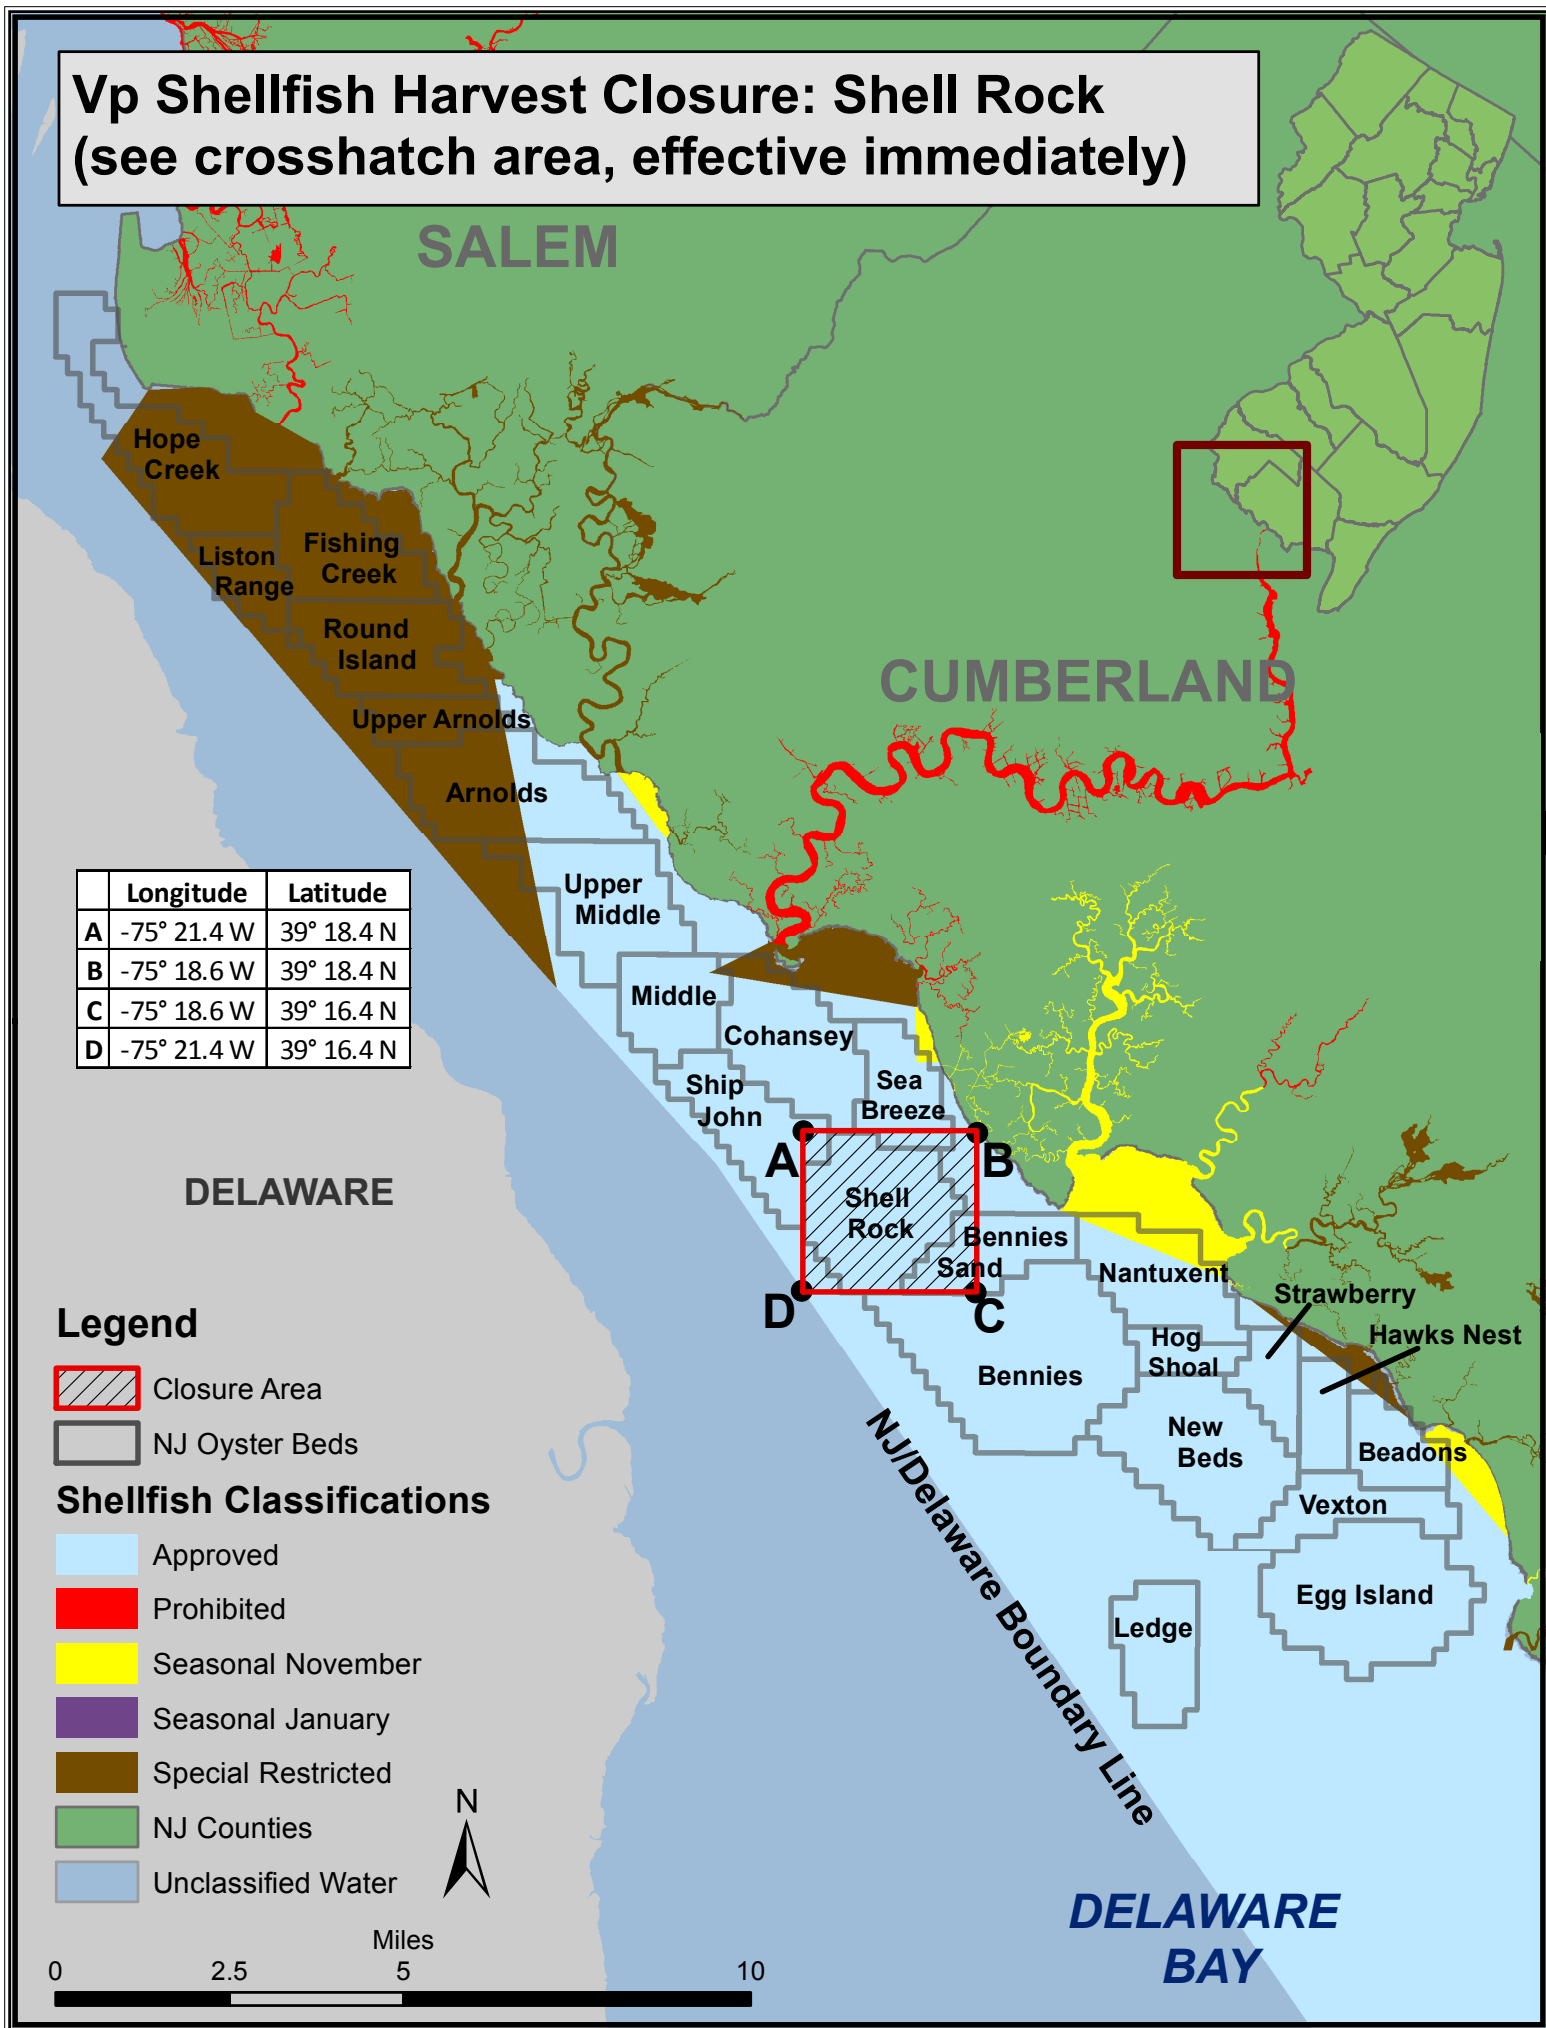 Vp Shellfish Harvest Closure: Shell Rock
(see crosshatch area, effective immediately)
SALEM
Hope
Creek
Fishing
Creek
Liston
Range
Round
Island
CUMBERLAND
Upper Arnolds
Arnolds
Upper
Middle
Longitude Latitude
A -75° 21.4 W 39° 18.4 N
B -75° 18.6 W 39° 18.4 N
C -75° 18.6 W 39° 16.4 N
D -75° 21.4 W 39° 16.4 N
Middle
Cohansey
Ship
John
Sea
Breeze
A
B
DELAWARE
Shell
Rock
Bennies
Sand
Nantuxent
D
C
Strawberry
Hawks Nest
Hog
Shoal
Bennies
New
Beds
Beadons
Vexton
Egg Island
Ledge
NJ/Delaware Boundary Line
Legend
Closure Area
NJ Oyster Beds
Shellfish Classifications
Approved
Prohibited
Seasonal November
Seasonal January
Special Restricted
NJ Counties
Unclassified Water
N
DELAWARE
BAY
Miles
0 2.5 5 10